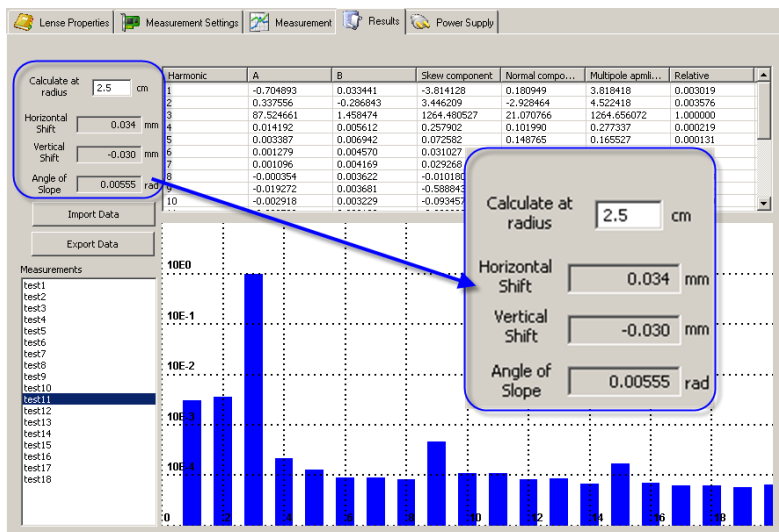 Lense Properties Measurement Settings Measurement Results Power Supply
Calculate at radius 2.5 cm
Horizontal Shift 0.034 mm
Vertical Shift -0.030 mm
Angle of Slope 0.00555 rad
Import Data
Export Data
Measurements
test1
test2
test3
test4
test5
test6
test7
test8
test9
test10
test11
test12
test13
test14
test15
test16
test17
test18
Harmonic A B Skew component Normal compo... Multipole apmli... Relative
1 -0.704893 0.033441 -3.814128 0.180949 3.818418 0.003019
2 0.337556 -0.286843 3.446209 -2.928464 4.522418 0.003576
3 87.524661 1.458474 1264.480527 21.070766 1264.656072 1.000000
4 0.014192 0.005612 0.257902 0.101990 0.277337 0.000219
5 0.003387 0.006942 0.072582 0.148765 0.165527 0.000131
6 0.001279 0.004570 0.031027
7 0.001096 0.004169 0.029268
8 -0.000354 0.003622 -0.010180
9 -0.019272 0.003681 -0.588843
10 -0.002918 0.003229 -0.093457
Calculate at radius 2.5 cm
Horizontal Shift 0.034 mm
Vertical Shift -0.030 mm
Angle of Slope 0.00555 rad
10E0
10E-1
10E-2
10E-3
10E-4
0 2 4 6 8 10 12 14 16 18